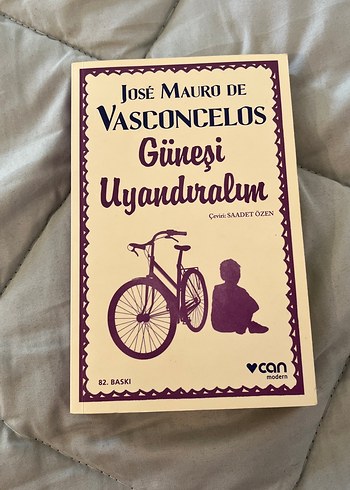 JOSÉ MAURO DE
VASCONCELOS
Güneşi
Uyandıralım
Çeviri: SAADET ÖZEN
82. BASKI
can
modern